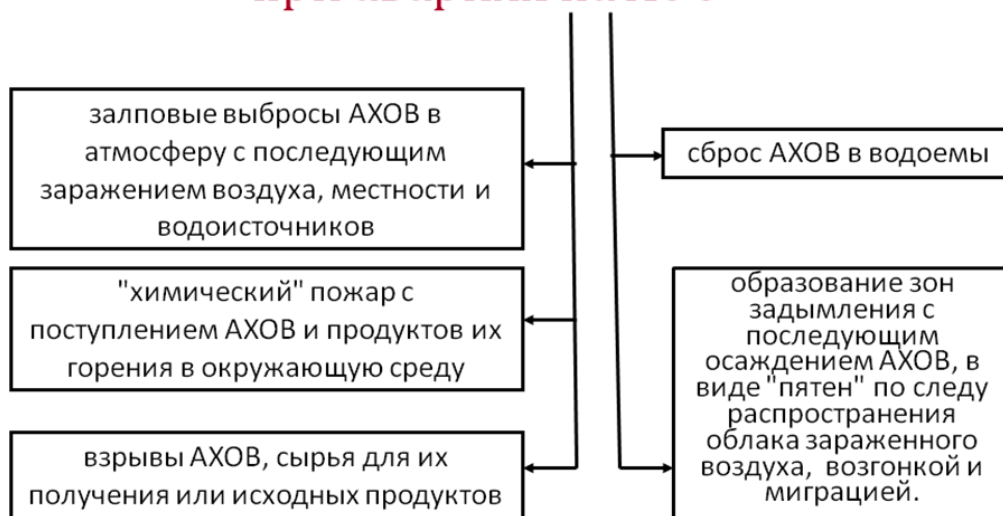 залповые выбросы АХОВ в
атмосферу с последующим
заражением воздуха, местности и
водоисточников
"химический" пожар с
поступлением АХОВ и продуктов их
горения в окружающую среду
взрывы АХОВ, сырья для их
получения или исходных продуктов
сброс АХОВ в водоемы
образование зон
задымления с
последующим
осаждением АХОВ, в
виде "пятен" по следу
распространения
облака зараженного
воздуха, возгонкой и
миграцией.